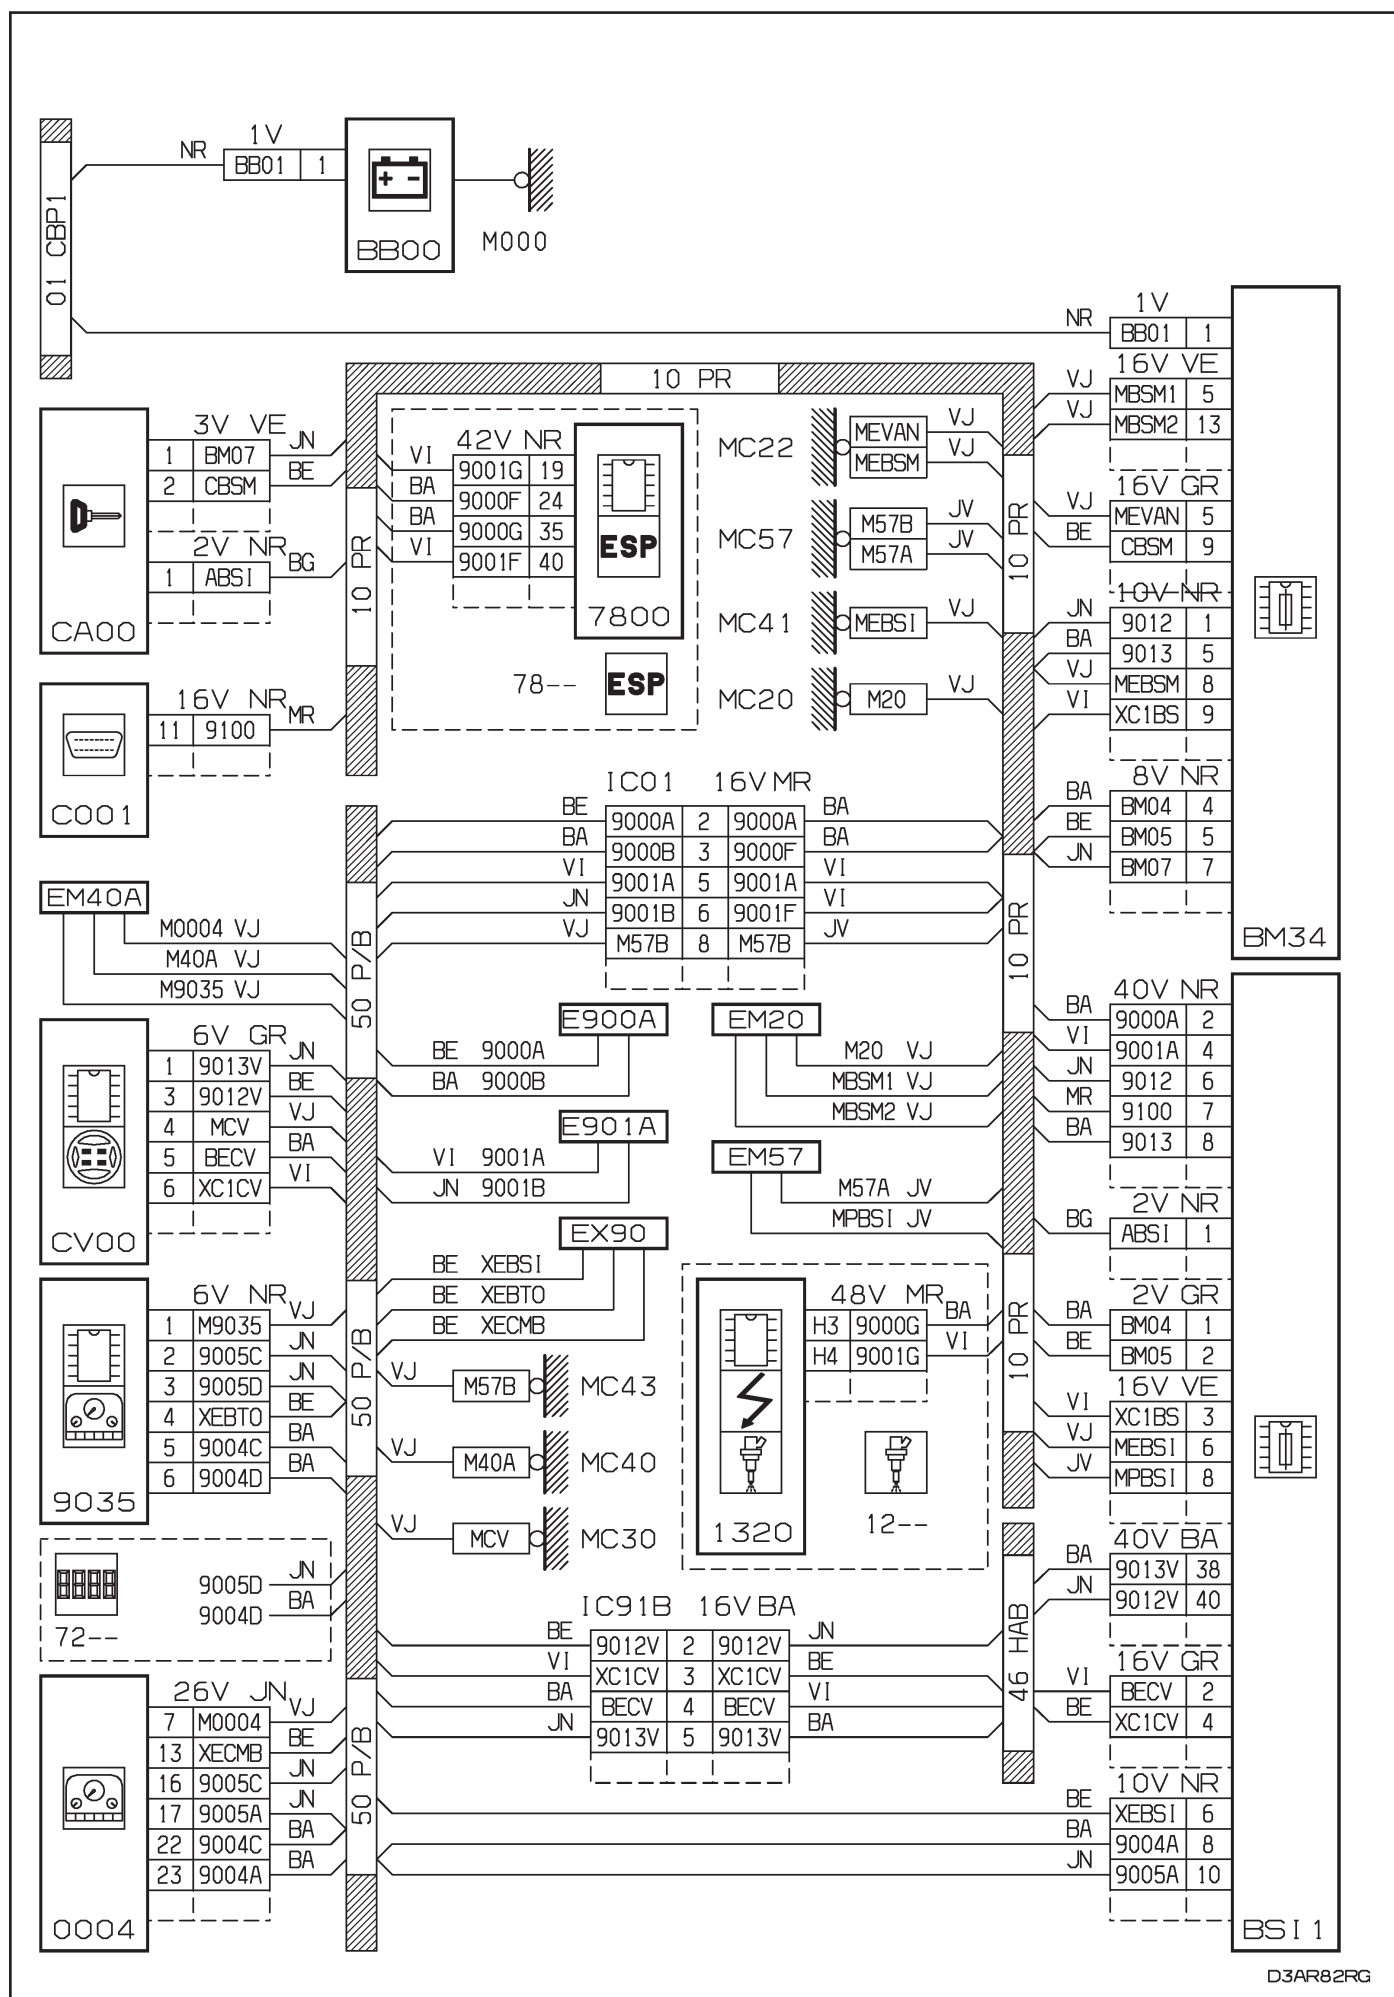 01 CBP1
NR
1V
BB01 1
BB00
M000
NR
1V
BB01 1
10 PR
CA00
3V VE
1 BM07 JN
2 CBSM BE
2V NR
1 ABSI BG
C001
16V NR
11 9100 MR
10 PR
42V NR
VI 9001G 19
BA 9000F 24
BA 9000G 35
VI 9001F 40
ESP
7800
78-- ESP
MC22 MEVAN VJ
MEBSM VJ
MC57 M57B JV
M57A JV
MC41 MEBSI VJ
MC20 M20 VJ
10 PR
16V VE
VJ MBSM1 5
VJ MBSM2 13
16V GR
VJ MEVAN 5
BE CBSM 9
10V NR
JN 9012 1
BA 9013 5
VJ MEBSM 8
VI XC1BS 9
8V NR
BA BM04 4
BE BM05 5
JN BM07 7
BM34
IC01 16V MR
BE 9000A 2 9000A BA
BA 9000B 3 9000F BA
VI 9001A 5 9001A VI
JN 9001B 6 9001F VI
VJ M57B 8 M57B JV
10 PR
EM40A
M0004 VJ
M40A VJ
M9035 VJ
50 P/B
CV00
6V GR
1 9013V JN
3 9012V BE
4 MCV VJ
5 BECV BA
6 XC1CV VI
E900A
BE 9000A
BA 9000B
E901A
VI 9001A
JN 9001B
EX90
BE XEBSI
BE XEBTO
BE XECMB
EM20
M20 VJ
MBSM1 VJ
MBSM2 VJ
EM57
M57A JV
MPBSI JV
40V NR
BA 9000A 2
VI 9001A 4
JN 9012 6
MR 9100 7
BA 9013 8
2V NR
BG ABSI 1
2V GR
BA BM04 1
BE BM05 2
16V VE
VI XC1BS 3
VJ MEBSI 6
JV MPBSI 8
40V BA
BA 9013V 38
JN 9012V 40
16V GR
VI BECV 2
BE XC1CV 4
10V NR
BE XEBSI 6
BA 9004A 8
JN 9005A 10
BSI1
9035
6V NR
1 M9035 VJ
2 9005C JN
3 9005D JN
4 XEBTO BE
5 9004C BA
6 9004D BA
50 P/B
VJ M57B MC43
VJ M40A MC40
VJ MCV MC30
1320
48V MR
H3 9000G BA
H4 9001G VI
12--
10 PR
72--
9005D JN
9004D BA
IC91B 16V BA
BE 9012V 2 9012V JN
VI XC1CV 3 XC1CV BE
BA BECV 4 BECV VI
JN 9013V 5 9013V BA
46 HAB
0004
26V JN
7 M0004 VJ
13 XECMB BE
16 9005C JN
17 9005A JN
22 9004C BA
23 9004A BA
50 P/B
D3AR82RG